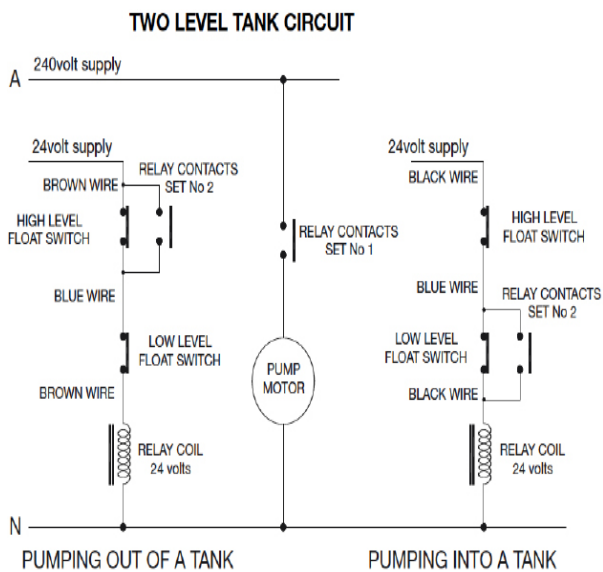 TWO LEVEL TANK CIRCUIT
A
240volt supply
24volt supply
BROWN WIRE
RELAY CONTACTS
SET No 2
HIGH LEVEL
FLOAT SWITCH
BLUE WIRE
LOW LEVEL
FLOAT SWITCH
BROWN WIRE
RELAY COIL
24 volts
RELAY CONTACTS
SET No 1
PUMP
MOTOR
24volt supply
BLACK WIRE
HIGH LEVEL
FLOAT SWITCH
BLUE WIRE
RELAY CONTACTS
SET No 2
LOW LEVEL
FLOAT SWITCH
BLACK WIRE
RELAY COIL
24 volts
N
PUMPING OUT OF A TANK
PUMPING INTO A TANK